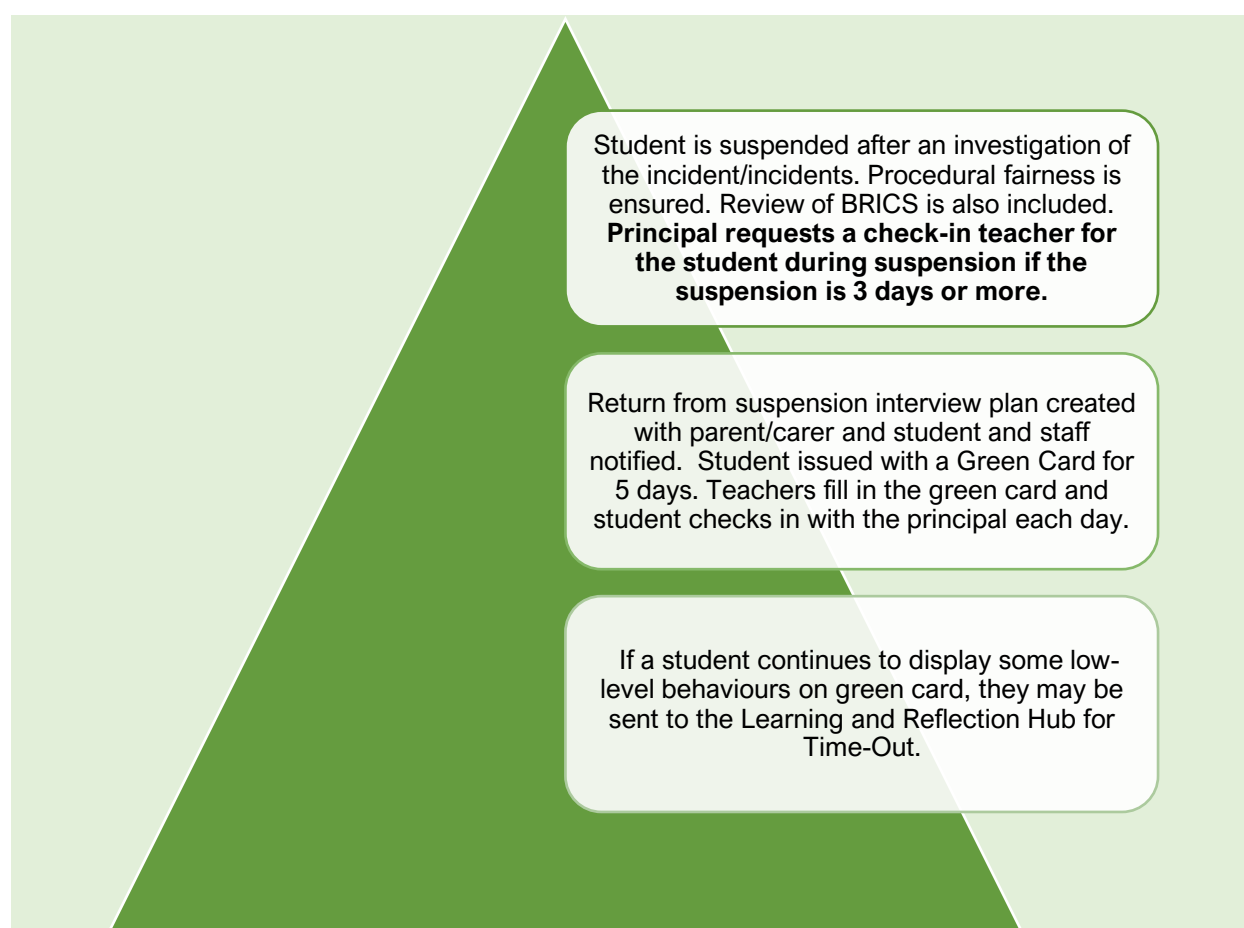 Student is suspended after an investigation of
the incident/incidents. Procedural fairness is
ensured. Review of BRICS is also included.
Principal requests a check-in teacher for
the student during suspension if the
suspension is 3 days or more.
Return from suspension interview plan created
with parent/carer and student and staff
notified.  Student issued with a Green Card for
5 days. Teachers fill in the green card and
student checks in with the principal each day.
If a student continues to display some low-
level behaviours on green card, they may be
sent to the Learning and Reflection Hub for
Time-Out.